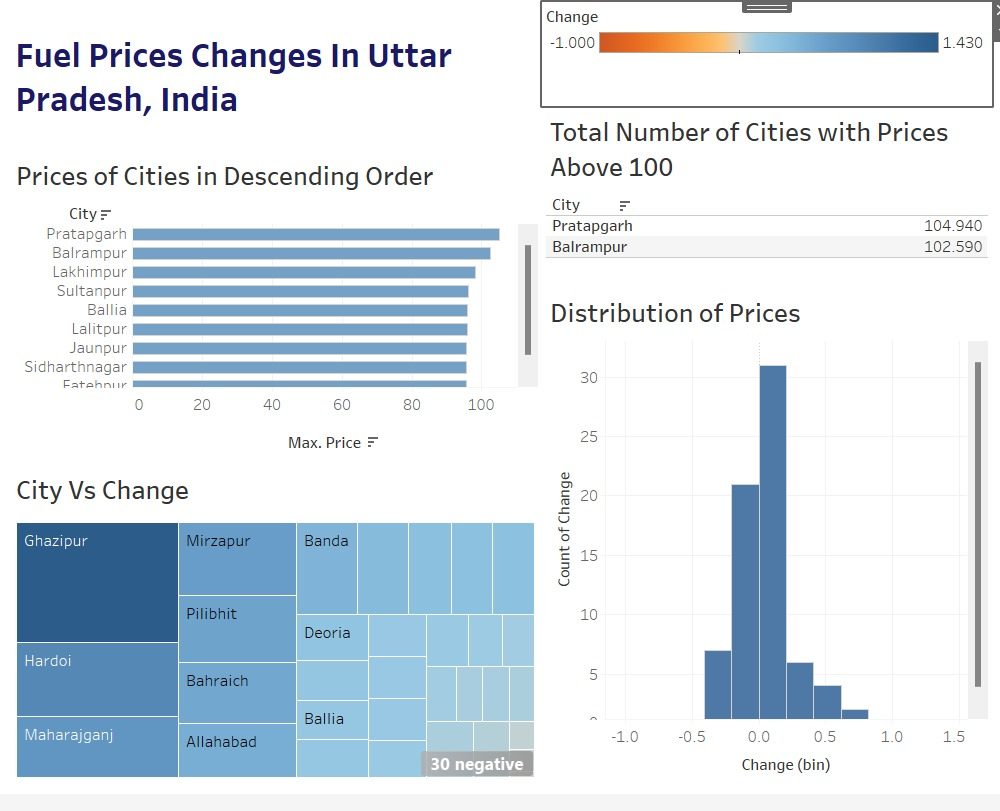 Fuel Prices Changes In Uttar
Pradesh, India
Change
-1.000
1.430
Total Number of Cities with Prices
Above 100
City
Pratapgarh 104.940
Balrampur 102.590
Prices of Cities in Descending Order
City
Pratapgarh
Balrampur
Lakhimpur
Sultanpur
Ballia
Lalitpur
Jaunpur
Sidharthnagar
Fatehpur
0 20 40 60 80 100
Max. Price
Distribution of Prices
Count of Change
30
25
20
15
10
5
0
-1.0 -0.5 0.0 0.5 1.0 1.5
Change (bin)
City Vs Change
Ghazipur
Hardoi
Maharajganj
Mirzapur
Pilibhit
Bahraich
Allahabad
Banda
Deoria
Ballia
30 negative